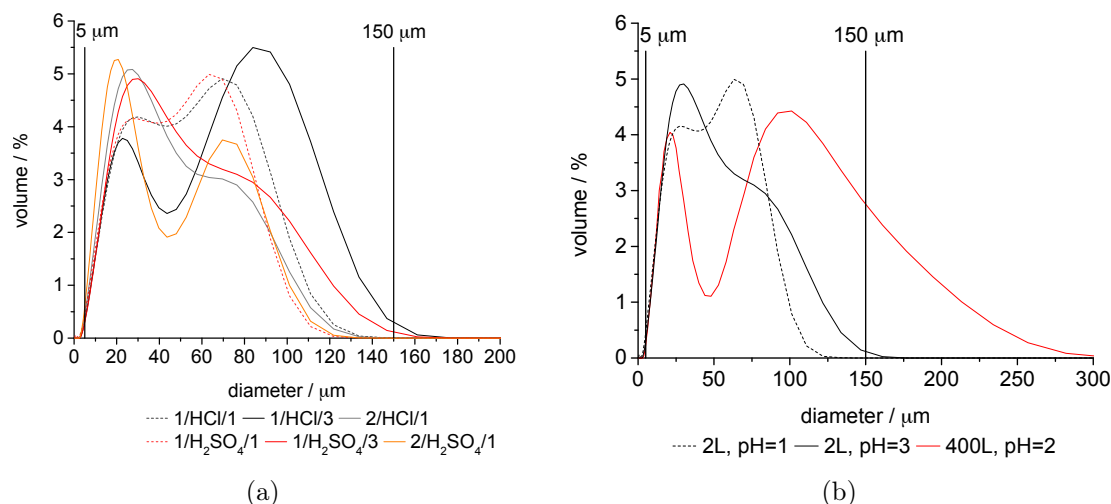 5 μm 150 μm
6
5
4
3
2
1
0
volume / %
0 20 40 60 80 100 120 140 160 180 200
diameter / μm
1/HCl/1 1/HCl/3 2/HCl/1
1/H₂SO₄/1 1/H₂SO₄/3 2/H₂SO₄/1
(a)
5 μm 150 μm
6
5
4
3
2
1
0
volume / %
0 50 100 150 200 250 300
diameter / μm
2L, pH=1 2L, pH=3 400L, pH=2
(b)